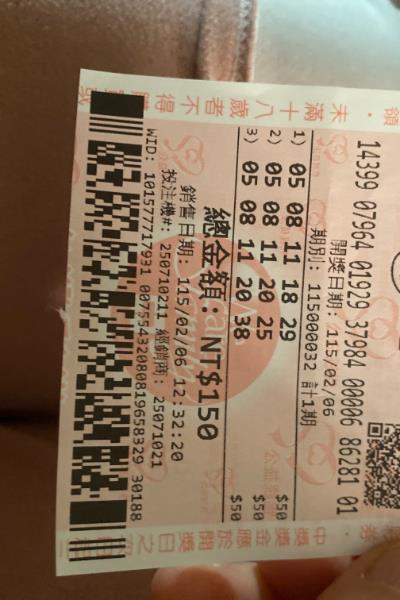 14399 07964 01929 37984 00006 86281 01
開獎日期: 115/02/06
期別: 115000032 計1期
1) 05 08 11 18 29 $50
2) 05 08 11 20 25 $50
3) 05 08 11 20 38 $50
總金額: NT$150
銷售日期: 115/02/06 12:32:20
投注機#: 250710211 經銷商: 25071021
WID: 101577717931 00755432080819658329 30188
未滿十八歲者不得